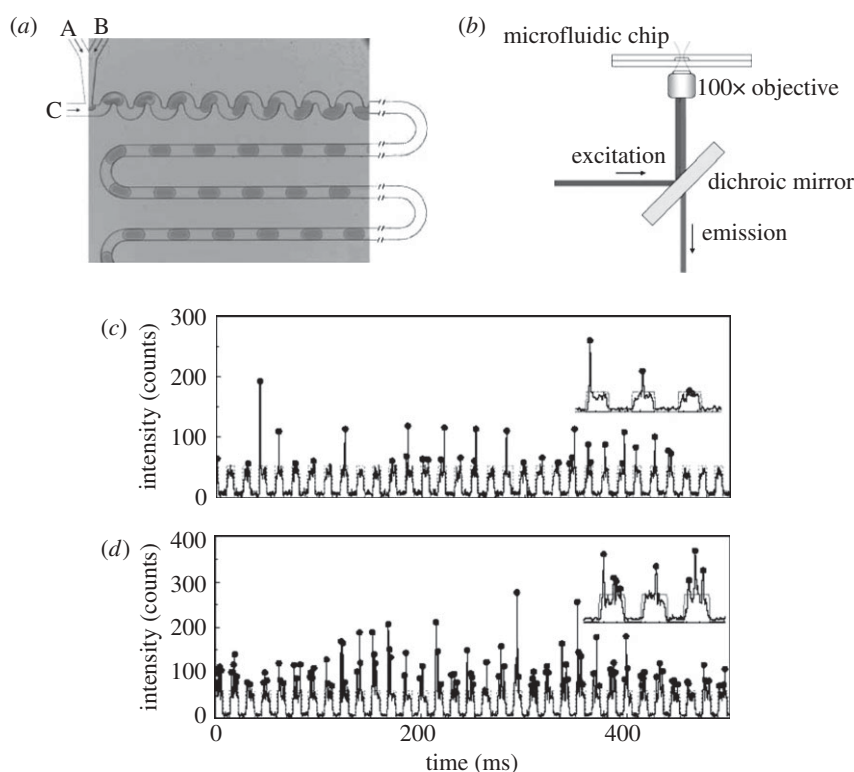 (a)
A B
C
(b)
microfluidic chip
100× objective
excitation
dichroic mirror
emission
(c)
intensity (counts)
300
200
100
0
(d)
intensity (counts)
400
300
200
100
0
0 200 400
time (ms)